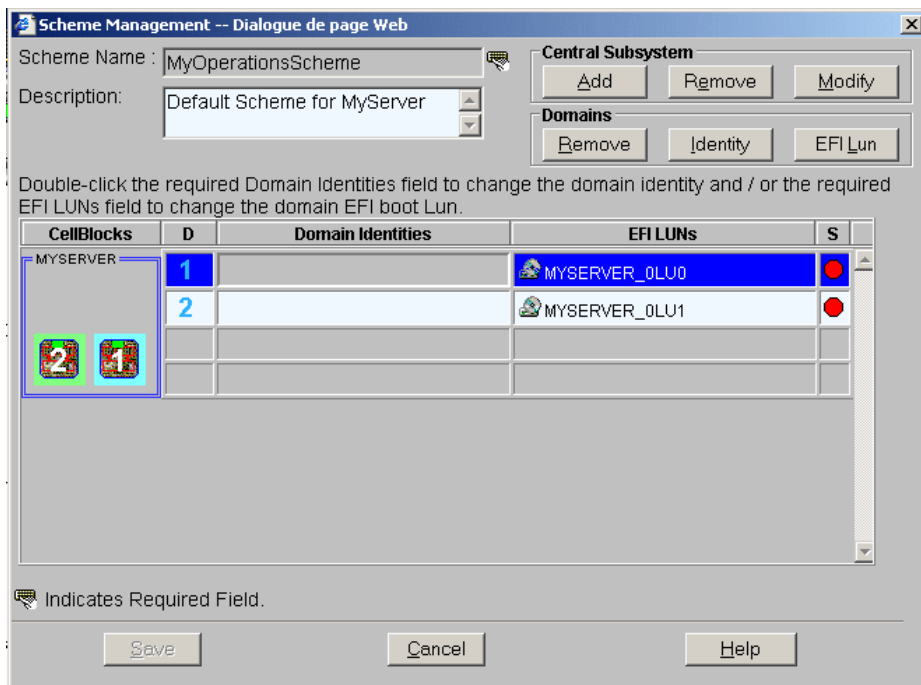 Scheme Management -- Dialogue de page Web
Scheme Name :
MyOperationsScheme
Description:
Default Scheme for MyServer
Central Subsystem
Add
Remove
Modify
Domains
Remove
Identity
EFI Lun
Double-click the required Domain Identities field to change the domain identity and / or the required
EFI LUNs field to change the domain EFI boot Lun.
CellBlocks D Domain Identities EFI LUNs S
MYSERVER
1 MYSERVER_0LU0
2 MYSERVER_0LU1
2 1
Indicates Required Field.
Save
Cancel
Help